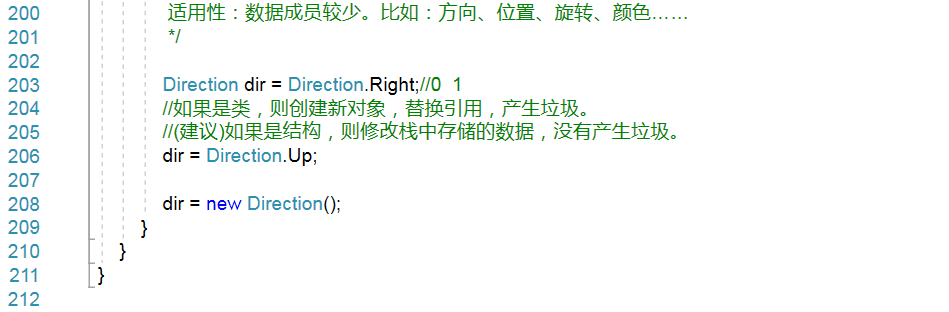 200 适用性：数据成员较少。比如：方向、位置、旋转、颜色……
201 */
202
203 Direction dir = Direction.Right;//0  1
204 //如果是类，则创建新对象，替换引用，产生垃圾。
205 //(建议)如果是结构，则修改栈中存储的数据，没有产生垃圾。
206 dir = Direction.Up;
207
208 dir = new Direction();
209 }
210 }
211 }
212